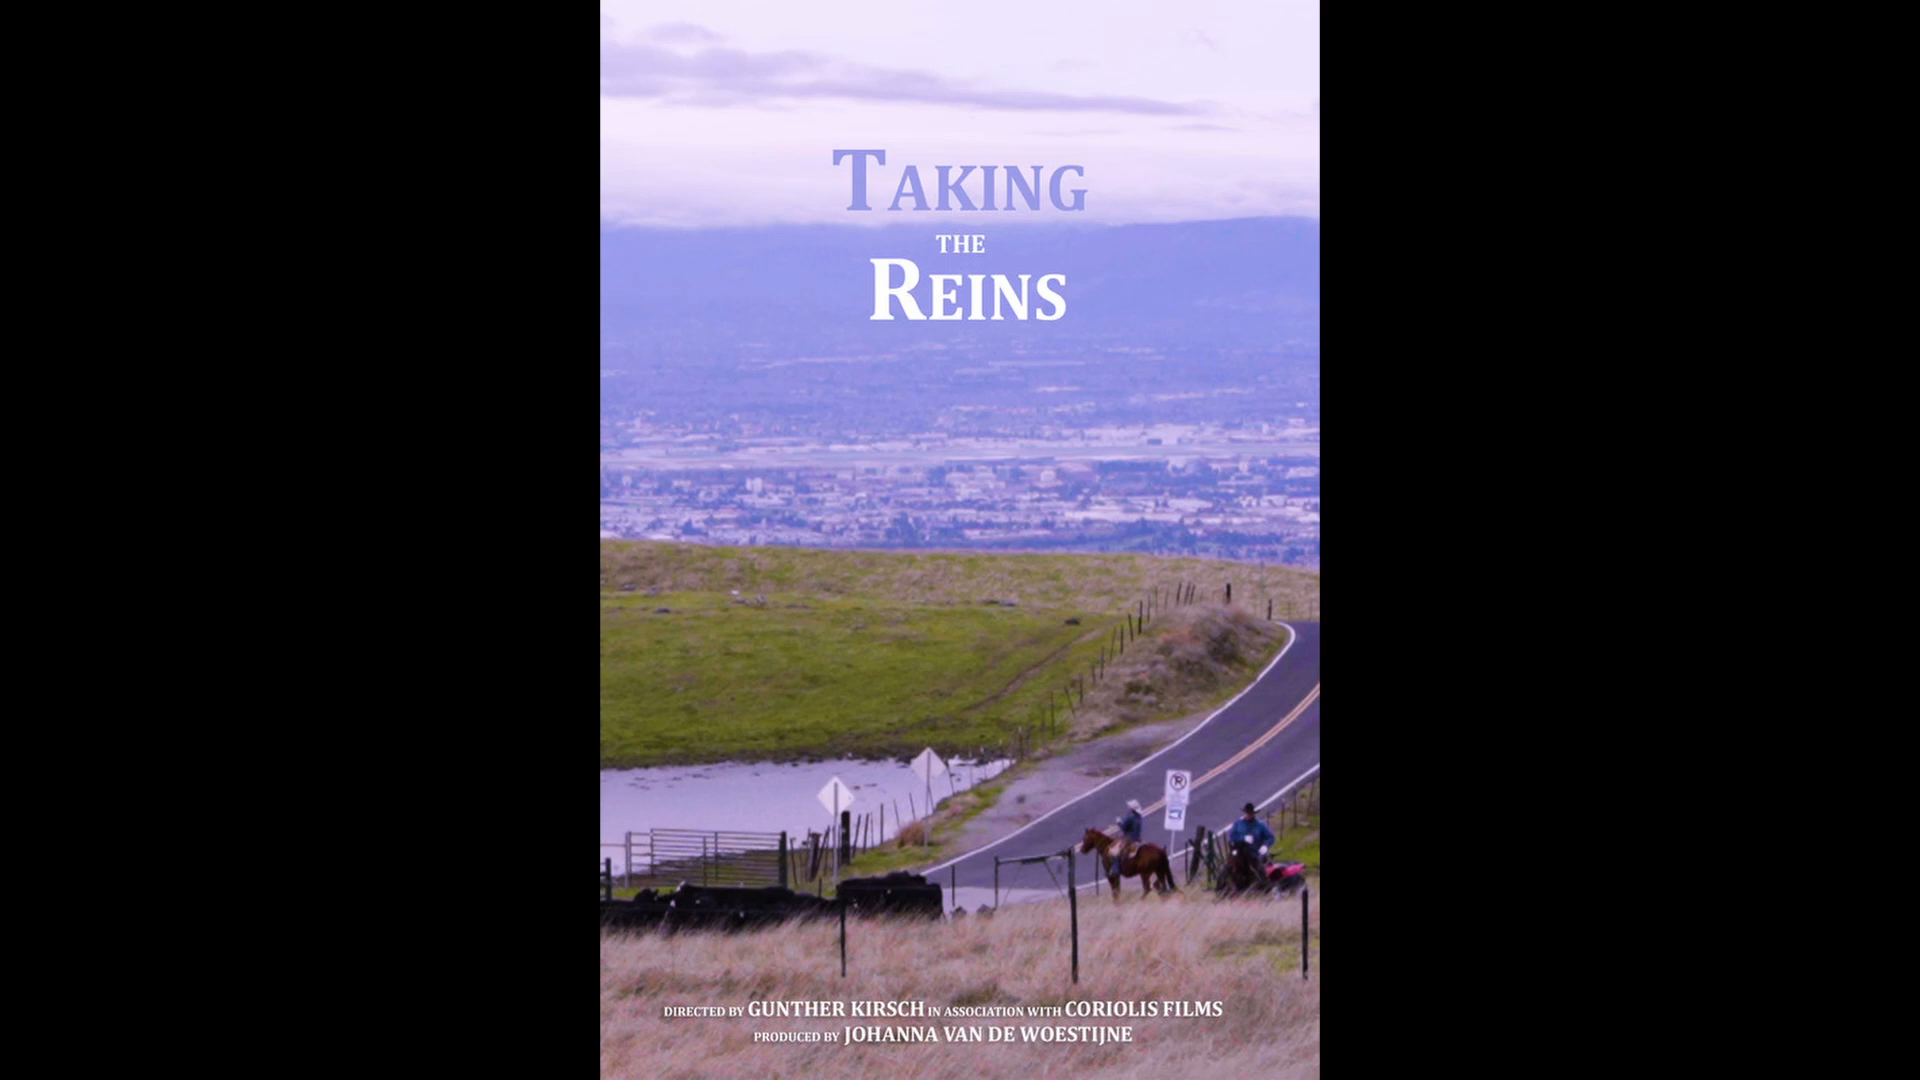 TAKING
THE
REINS
DIRECTED BY GUNTHER KIRSCH IN ASSOCIATION WITH CORIOLIS FILMS
PRODUCED BY JOHANNA VAN DE WOESTIJNE